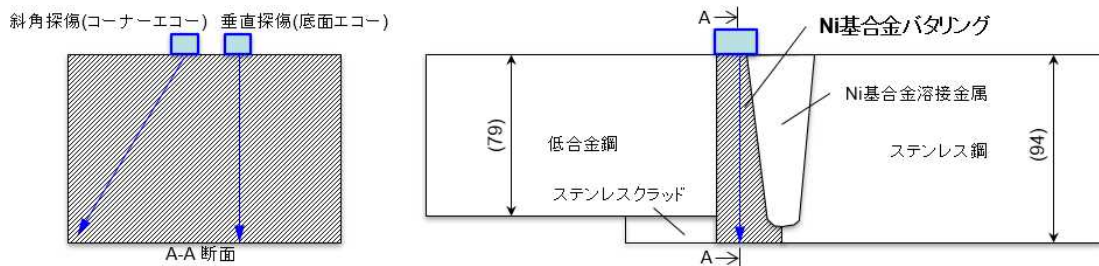 斜角探傷(コーナーエコー)
垂直探傷(底面エコー)
A-A 断面
A
Ni基合金バタリング
Ni基合金溶接金属
(79)
低合金鋼
ステンレスクラッド
ステンレス鋼
(94)
A